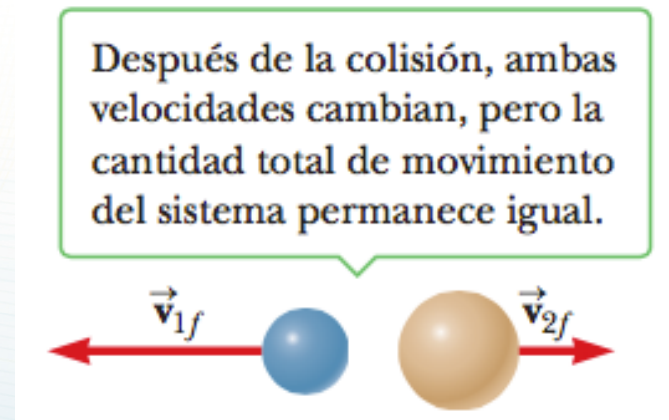 Después de la colisión, ambas
velocidades cambian, pero la
cantidad total de movimiento
del sistema permanece igual.
v⃗1f
v⃗2f